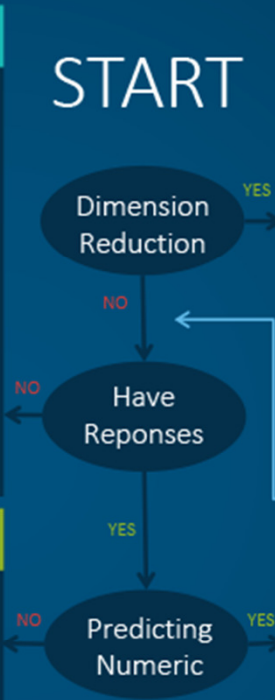 START
YES
Dimension
Reduction
NO
NO
Have
Reponses
YES
NO
YES
Predicting
Numeric